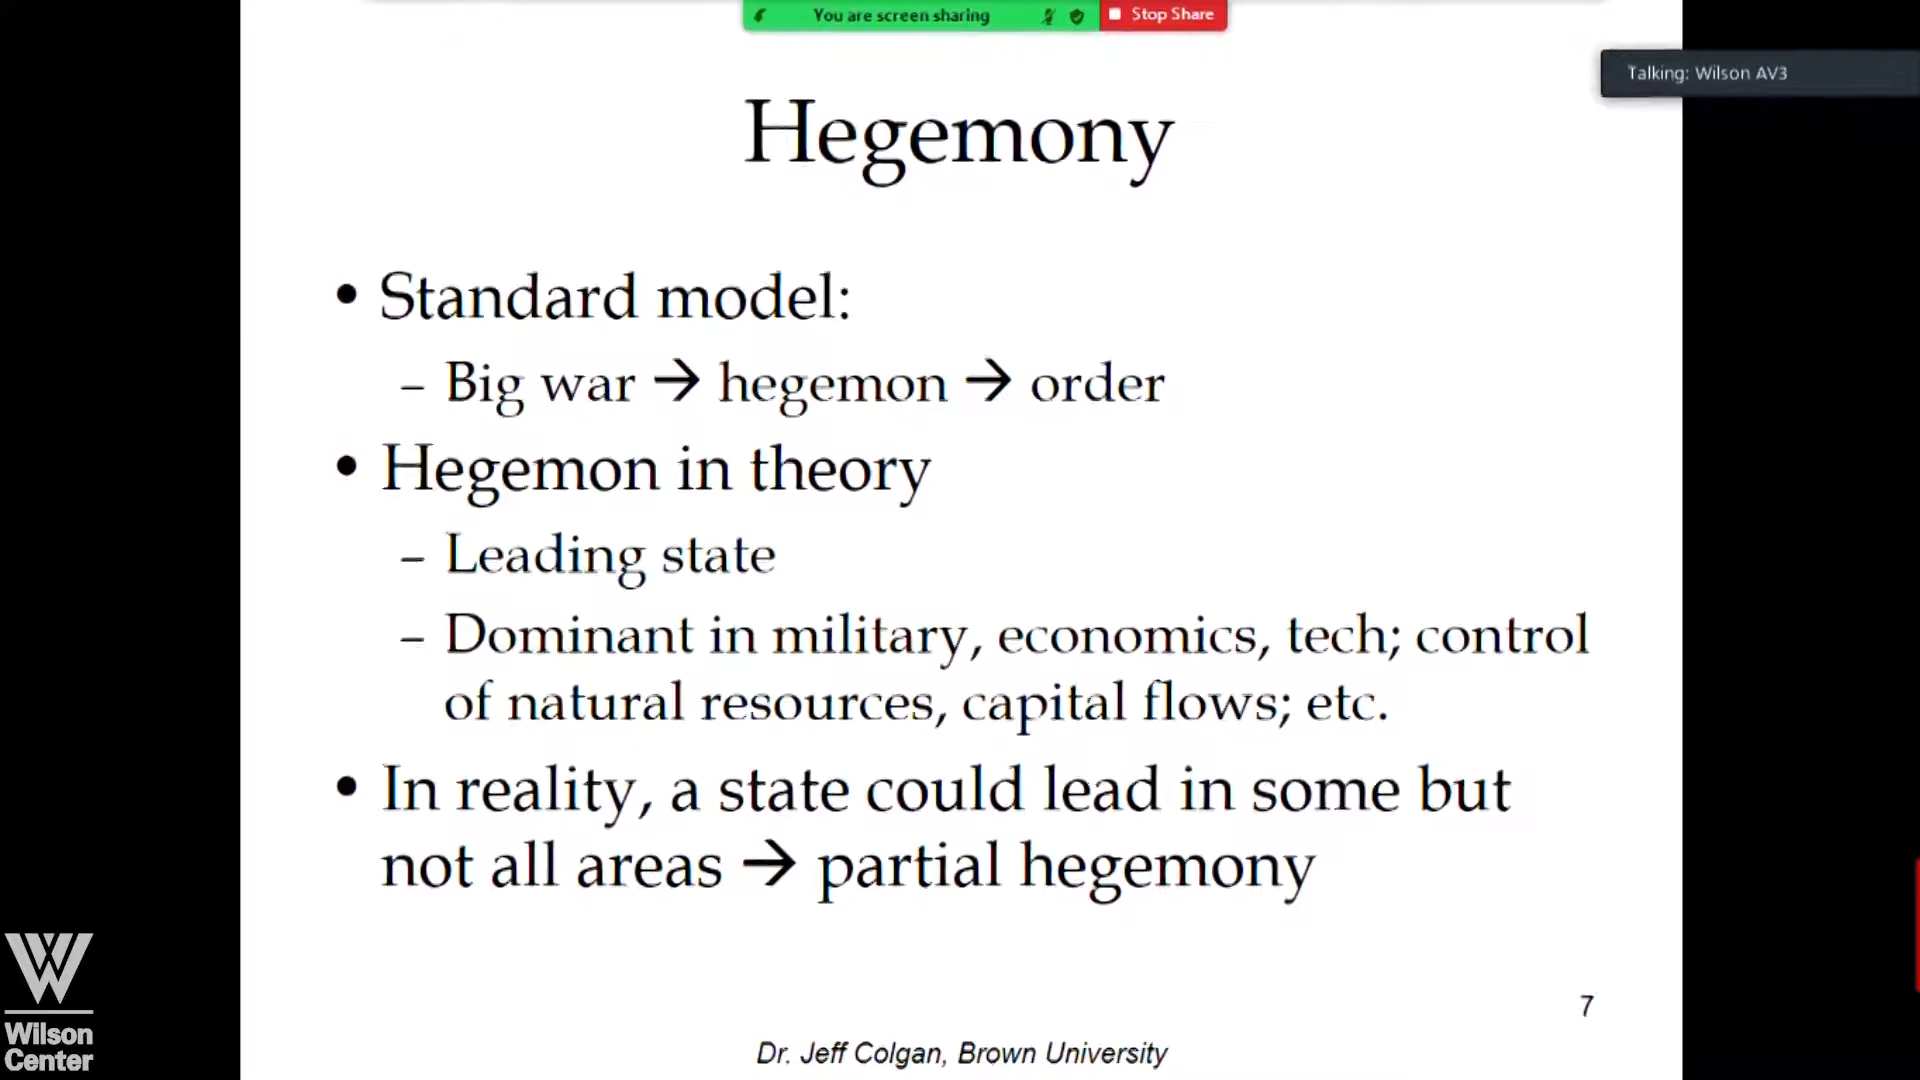 You are screen sharing
Stop Share
Talking: Wilson AV3
Hegemony
• Standard model:
– Big war → hegemon → order
• Hegemon in theory
– Leading state
– Dominant in military, economics, tech; control
of natural resources, capital flows; etc.
• In reality, a state could lead in some but
not all areas → partial hegemony
7
Dr. Jeff Colgan, Brown University
Wilson
Center